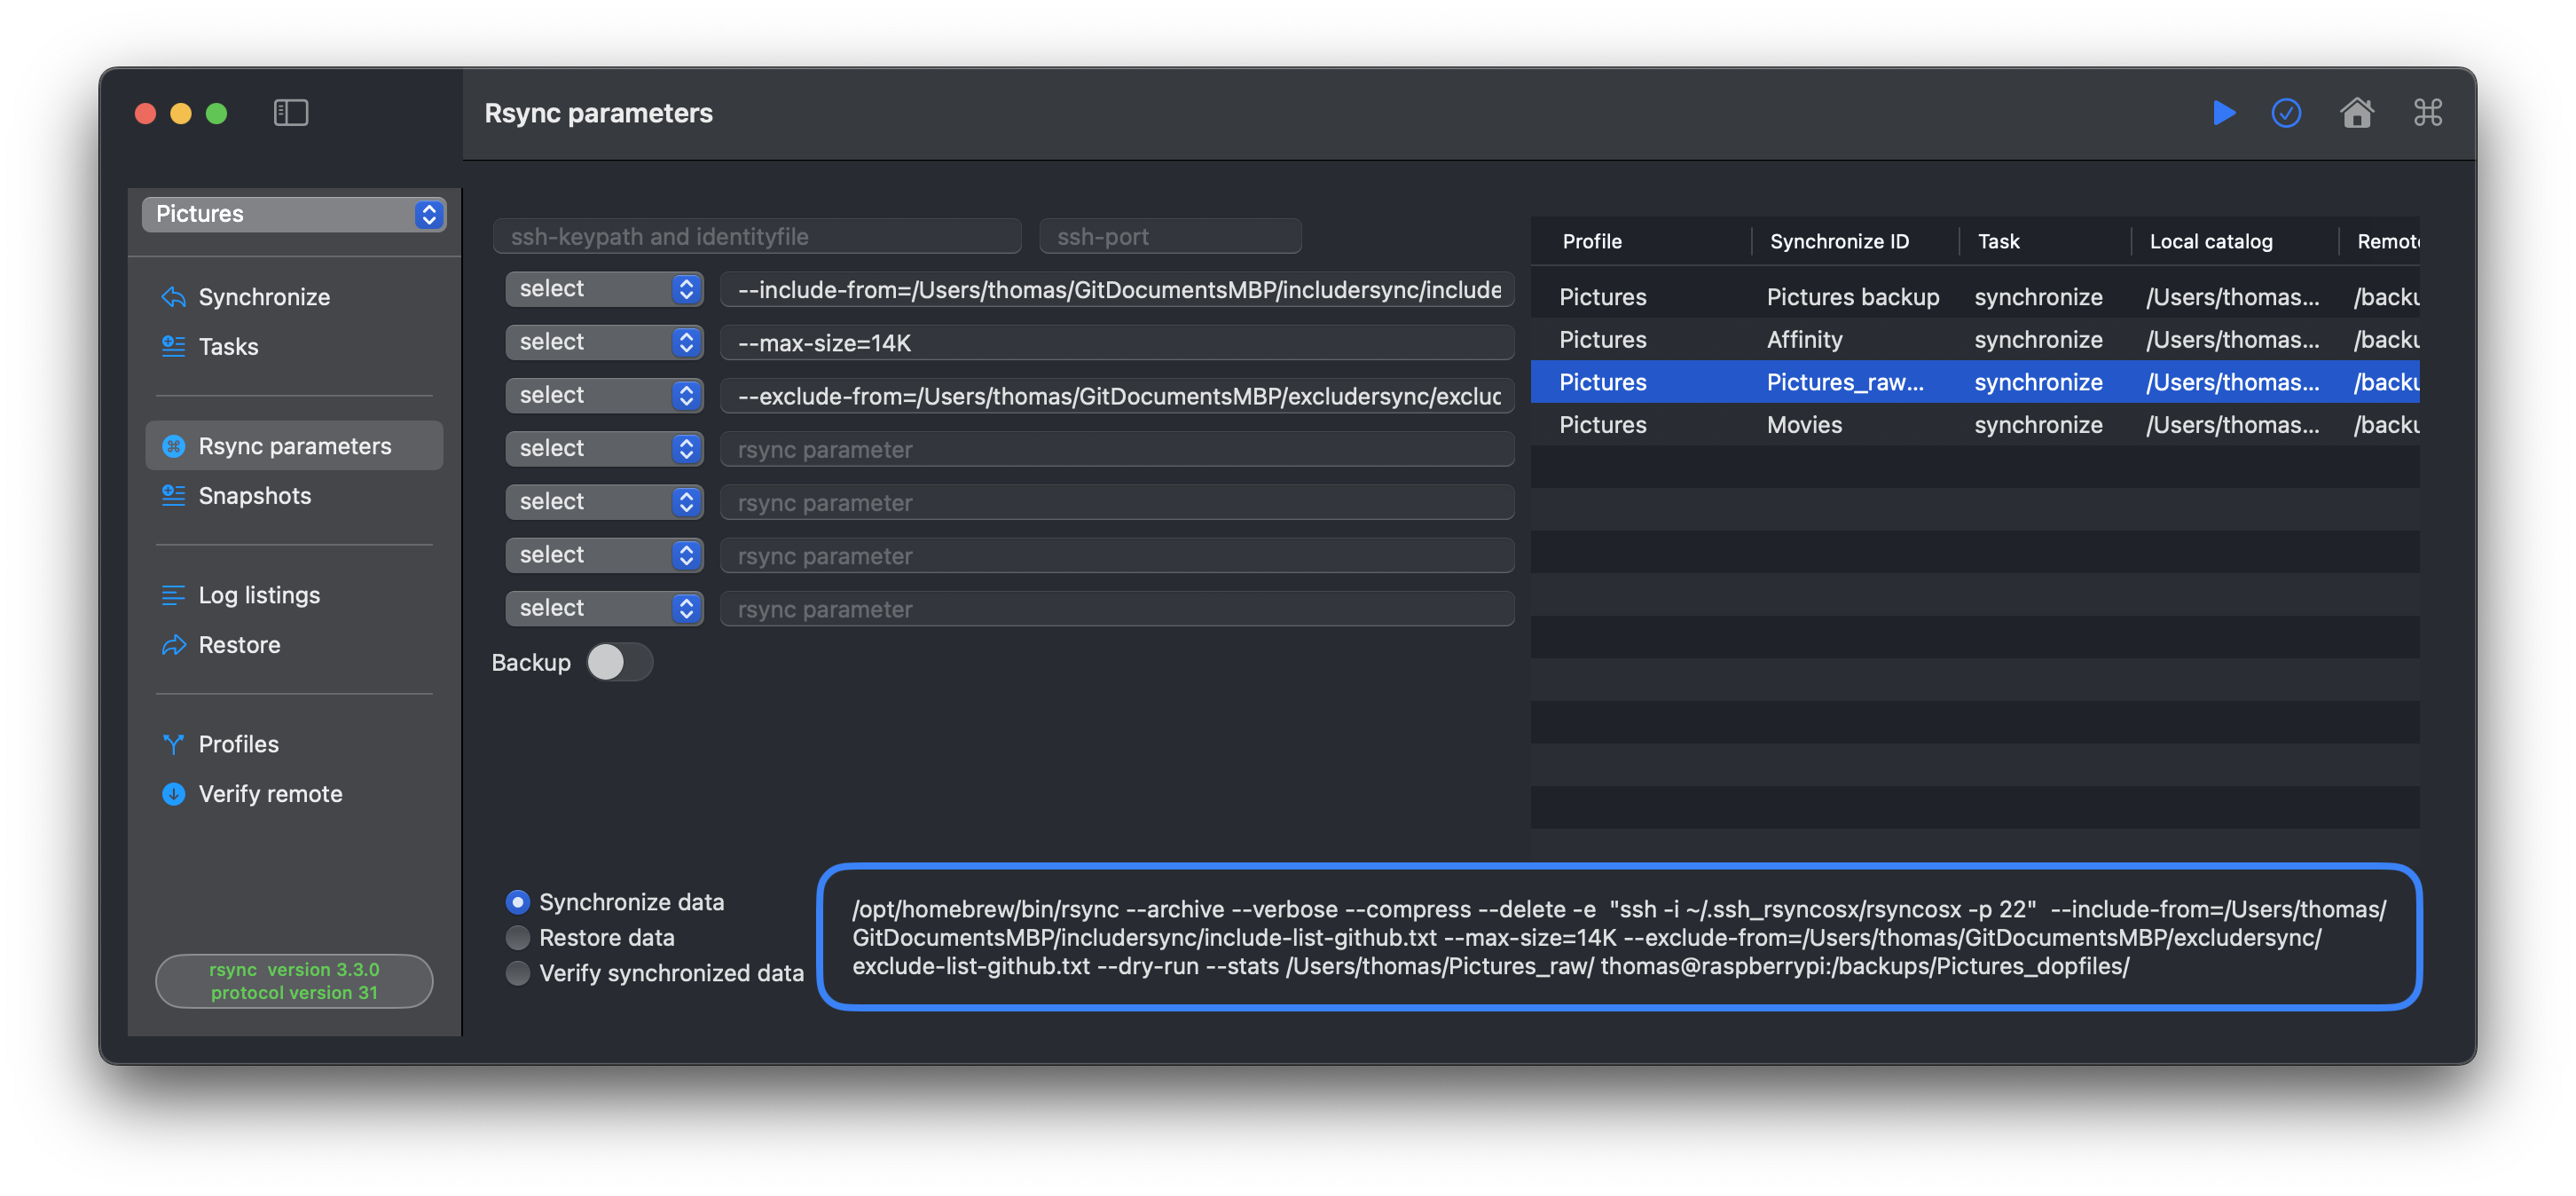 Rsync parameters
Pictures
Synchronize
Tasks
Rsync parameters
Snapshots
Log listings
Restore
Profiles
Verify remote
rsync  version 3.3.0
protocol version 31
ssh-keypath and identityfile
ssh-port
select
--include-from=/Users/thomas/GitDocumentsMBP/includersync/include
select
--max-size=14K
select
--exclude-from=/Users/thomas/GitDocumentsMBP/excludersync/excluc
select
rsync parameter
select
rsync parameter
select
rsync parameter
select
rsync parameter
Backup
Profile Synchronize ID Task Local catalog Remote
Pictures Pictures backup synchronize /Users/thomas... /backu
Pictures Affinity synchronize /Users/thomas... /backu
Pictures Pictures_raw... synchronize /Users/thomas... /backu
Pictures Movies synchronize /Users/thomas... /backu
Synchronize data
Restore data
Verify synchronized data
/opt/homebrew/bin/rsync --archive --verbose --compress --delete -e  "ssh -i ~/.ssh_rsyncosx/rsyncosx -p 22"  --include-from=/Users/thomas/
GitDocumentsMBP/includersync/include-list-github.txt --max-size=14K --exclude-from=/Users/thomas/GitDocumentsMBP/excludersync/
exclude-list-github.txt --dry-run --stats /Users/thomas/Pictures_raw/ thomas@raspberrypi:/backups/Pictures_dopfiles/